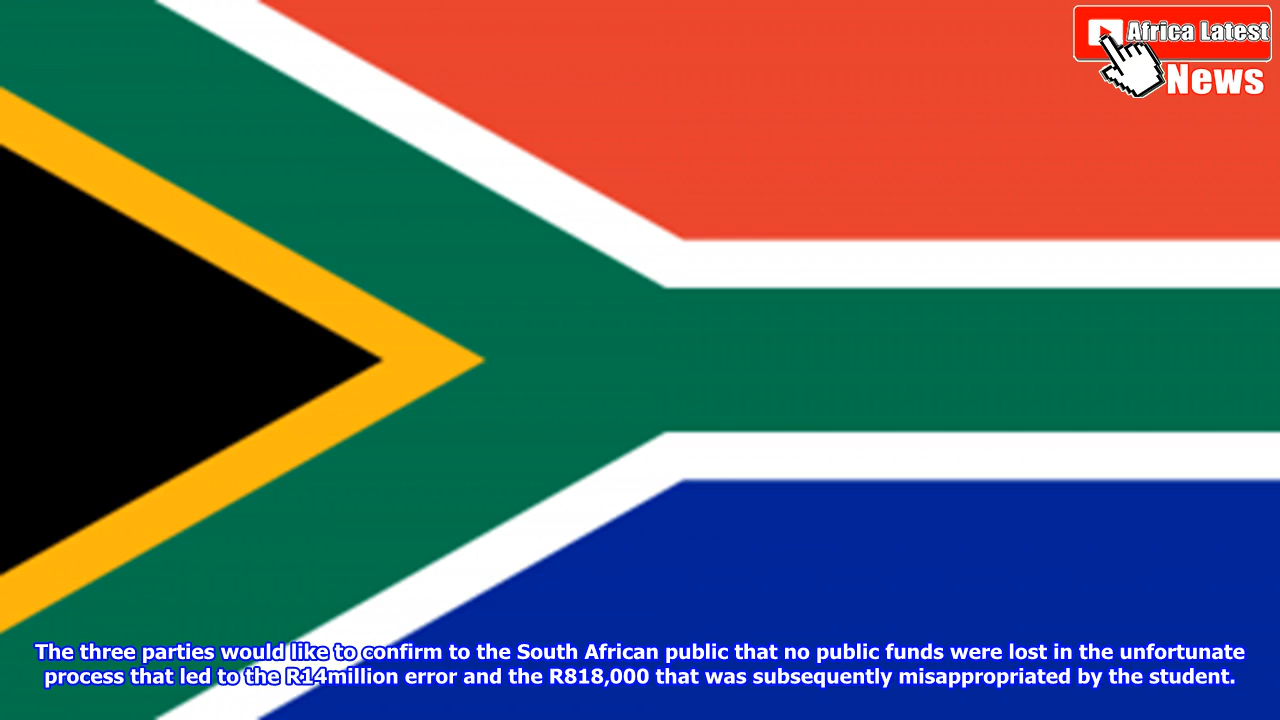 Africa Latest
News
The three parties would like to confirm to the South African public that no public funds were lost in the unfortunate
process that led to the R14million error and the R818,000 that was subsequently misappropriated by the student.